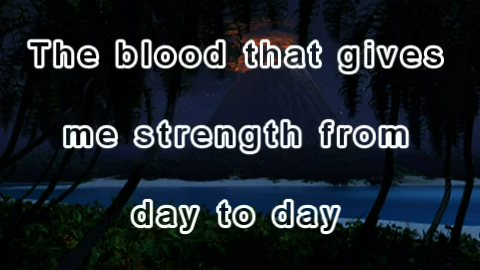 The blood that gives
me strength from
day to day